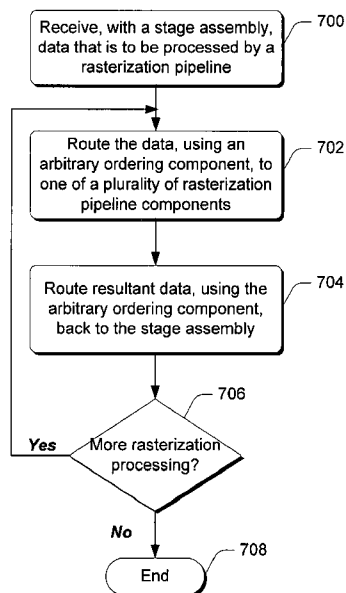 Receive, with a stage assembly,
data that is to be processed by a
rasterization pipeline
700
Route the data, using an
arbitrary ordering component, to
one of a plurality of rasterization
pipeline components
702
Route resultant data, using the
arbitrary ordering component,
back to the stage assembly
704
706
More rasterization
processing?
Yes
No
End
708